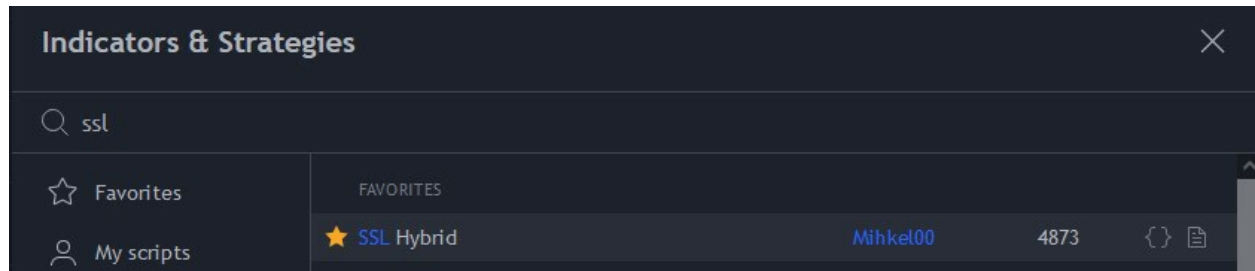 Indicators & Strategies
ssl
Favorites
FAVORITES
SSL Hybrid Mihkel00 4873 {}
My scripts